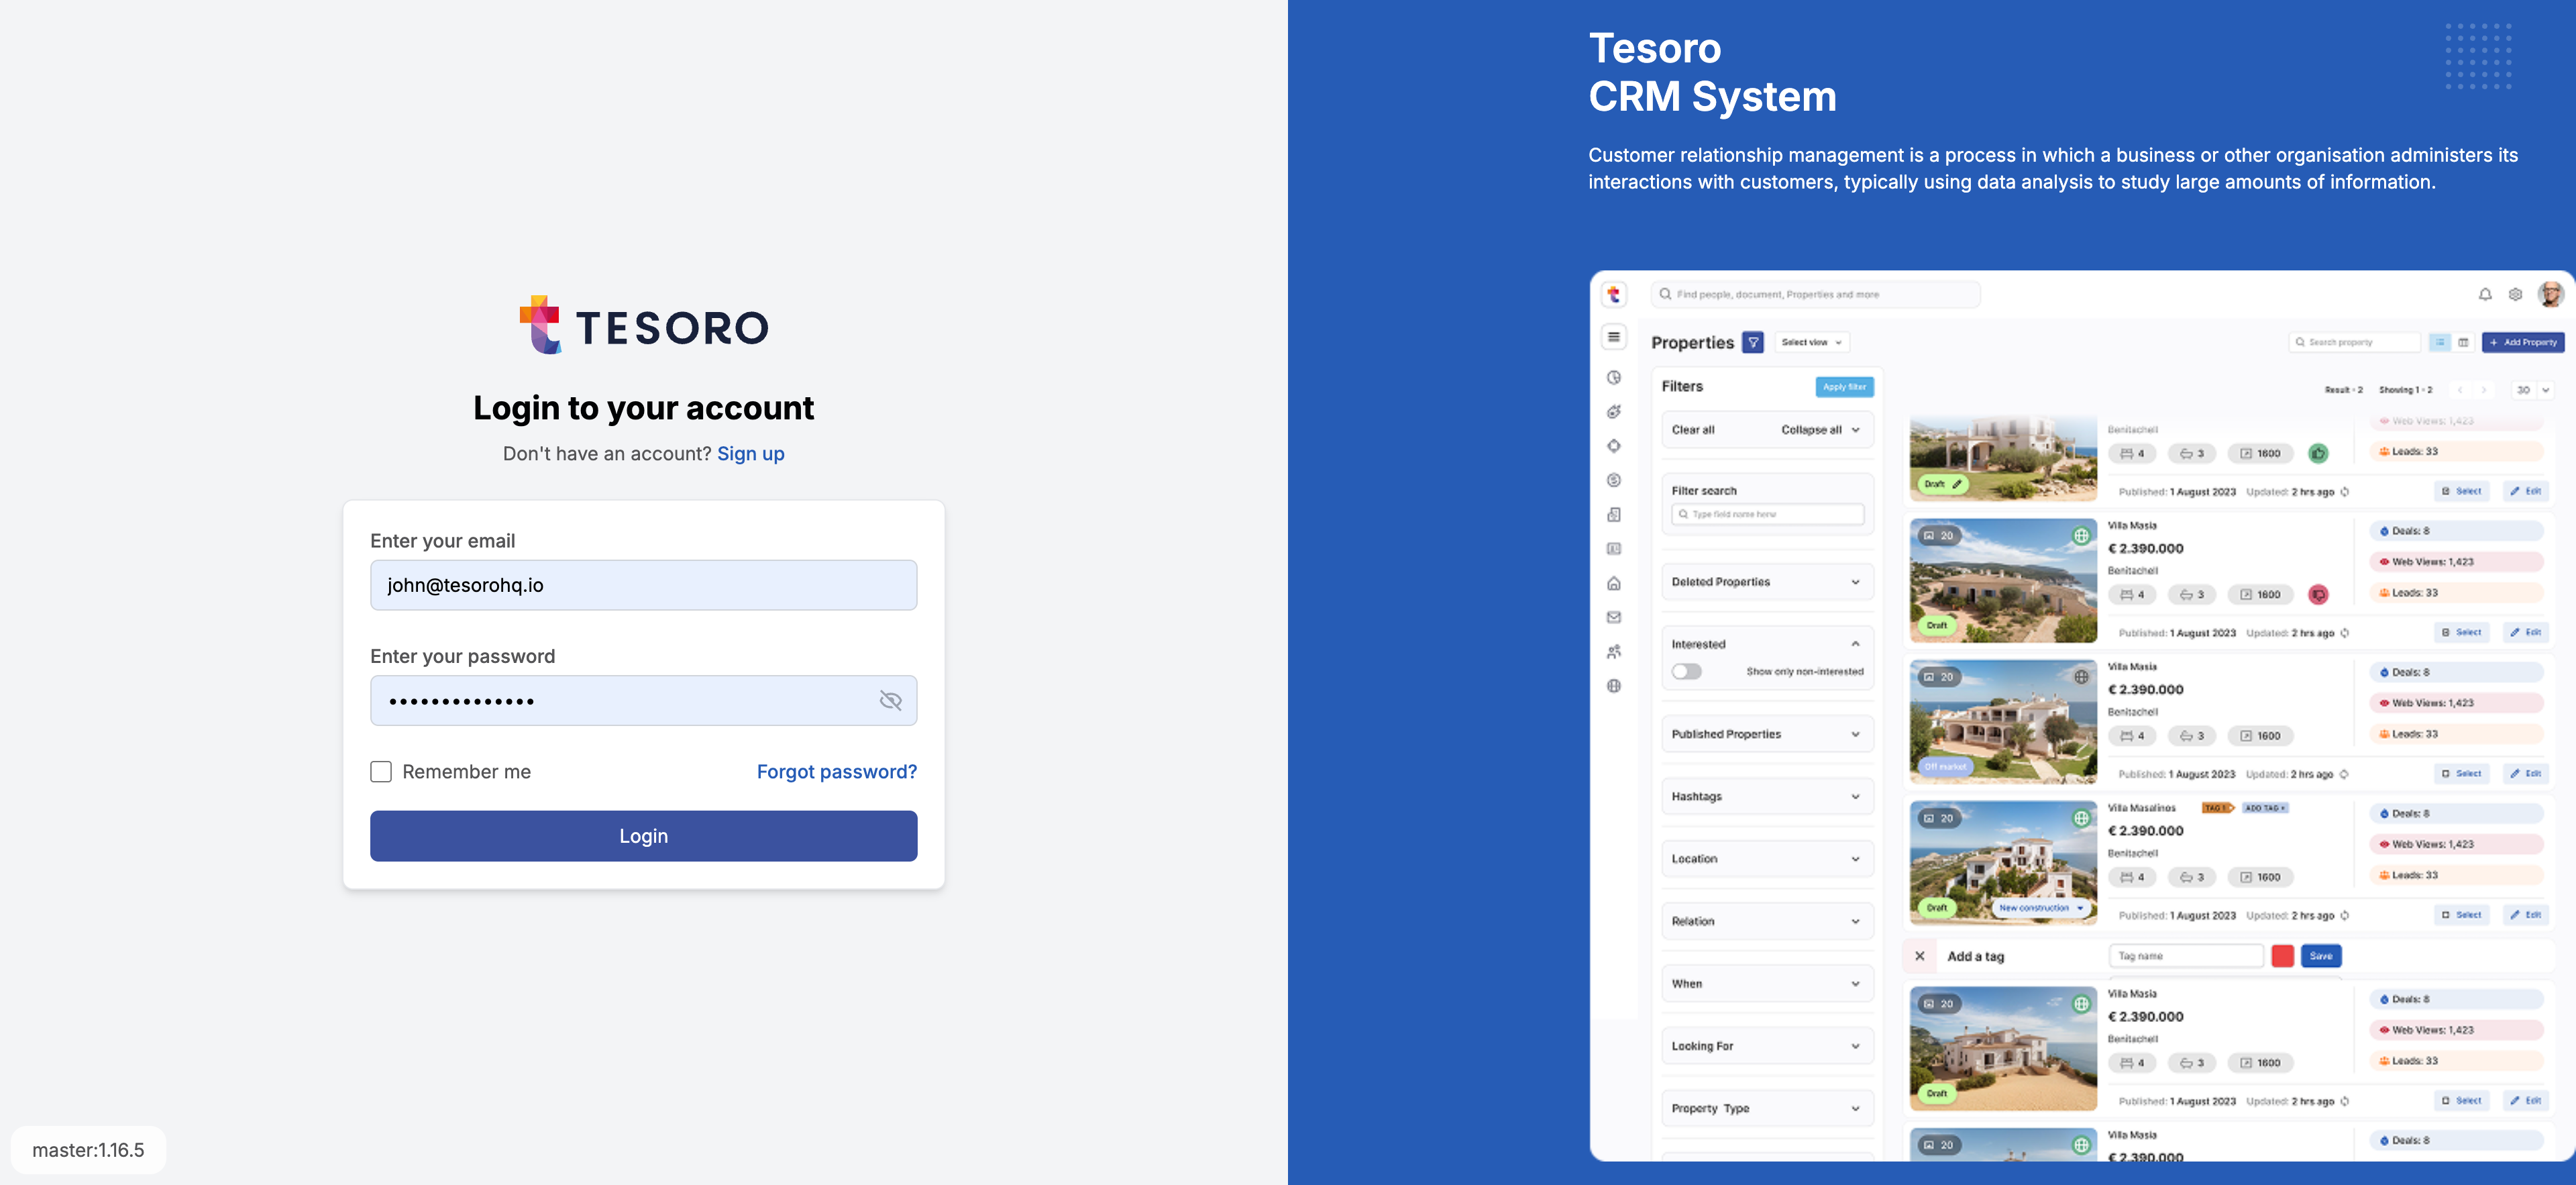 TESORO
Login to your account
Don't have an account? Sign up
Enter your email
john@tesorohq.io
Enter your password
Remember me
Forgot password?
Login
master:1.16.5
Tesoro
CRM System
Customer relationship management is a process in which a business or other organisation administers its
interactions with customers, typically using data analysis to study large amounts of information.
Find people, document, Properties and more
Properties
Select view
Search property
+ Add Property
Filters
Apply filter
Clear all
Collapse all
Filter search
Type field name here
Deleted Properties
Interested
Show only non-interested
Published Properties
Hashtags
Location
Relation
When
Looking For
Property Type
Result - 2
Showing 1 - 2
30
Web Views: 1,423
Benitachell
4 3 1600
Leads: 33
Draft
Published: 1 August 2023 Updated: 2 hrs ago
Select
Edit
20
Villa Masia
Deals: 8
€ 2.390.000
Web Views: 1,423
Benitachell
4 3 1600
Leads: 33
Draft
Published: 1 August 2023 Updated: 2 hrs ago
Select
Edit
20
Villa Masia
Deals: 8
€ 2.390.000
Web Views: 1,423
Benitachell
4 3 1600
Leads: 33
Off market
Published: 1 August 2023 Updated: 2 hrs ago
Select
Edit
20
Villa Masalinos
TAG 1
ADD TAG +
Deals: 8
€ 2.390.000
Web Views: 1,423
Benitachell
4 3 1600
Leads: 33
Draft
New construction
Published: 1 August 2023 Updated: 2 hrs ago
Select
Edit
Add a tag
Tag name
Save
20
Villa Masia
Deals: 8
€ 2.390.000
Web Views: 1,423
Benitachell
4 3 1600
Leads: 33
Draft
Published: 1 August 2023 Updated: 2 hrs ago
Select
Edit
20
Villa Masia
Deals: 8
€ 2.390.000